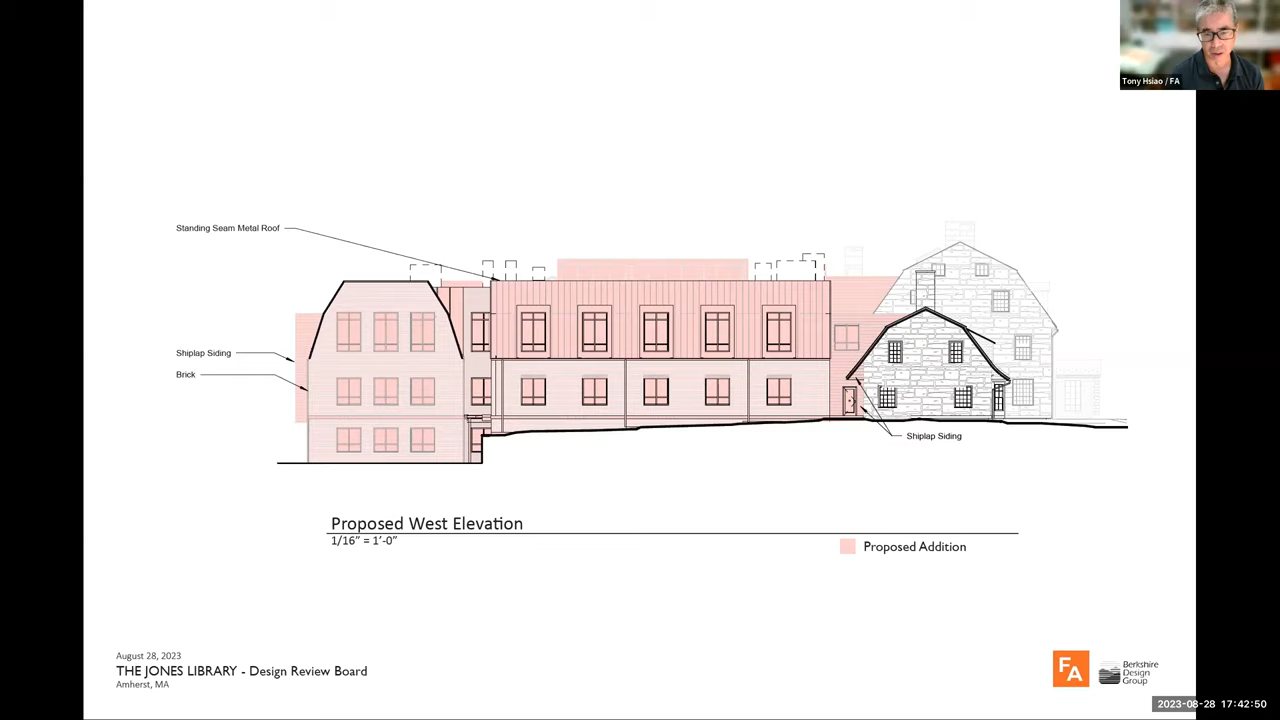 Tony Hsiao / FA
Standing Seam Metal Roof
Shiplap Siding
Brick
Shiplap Siding
Proposed West Elevation
1/16" = 1'-0"
Proposed Addition
August 28, 2023
THE JONES LIBRARY - Design Review Board
Amherst, MA
FA
Berkshire
Design
Group
2023-08-28 17:42:50